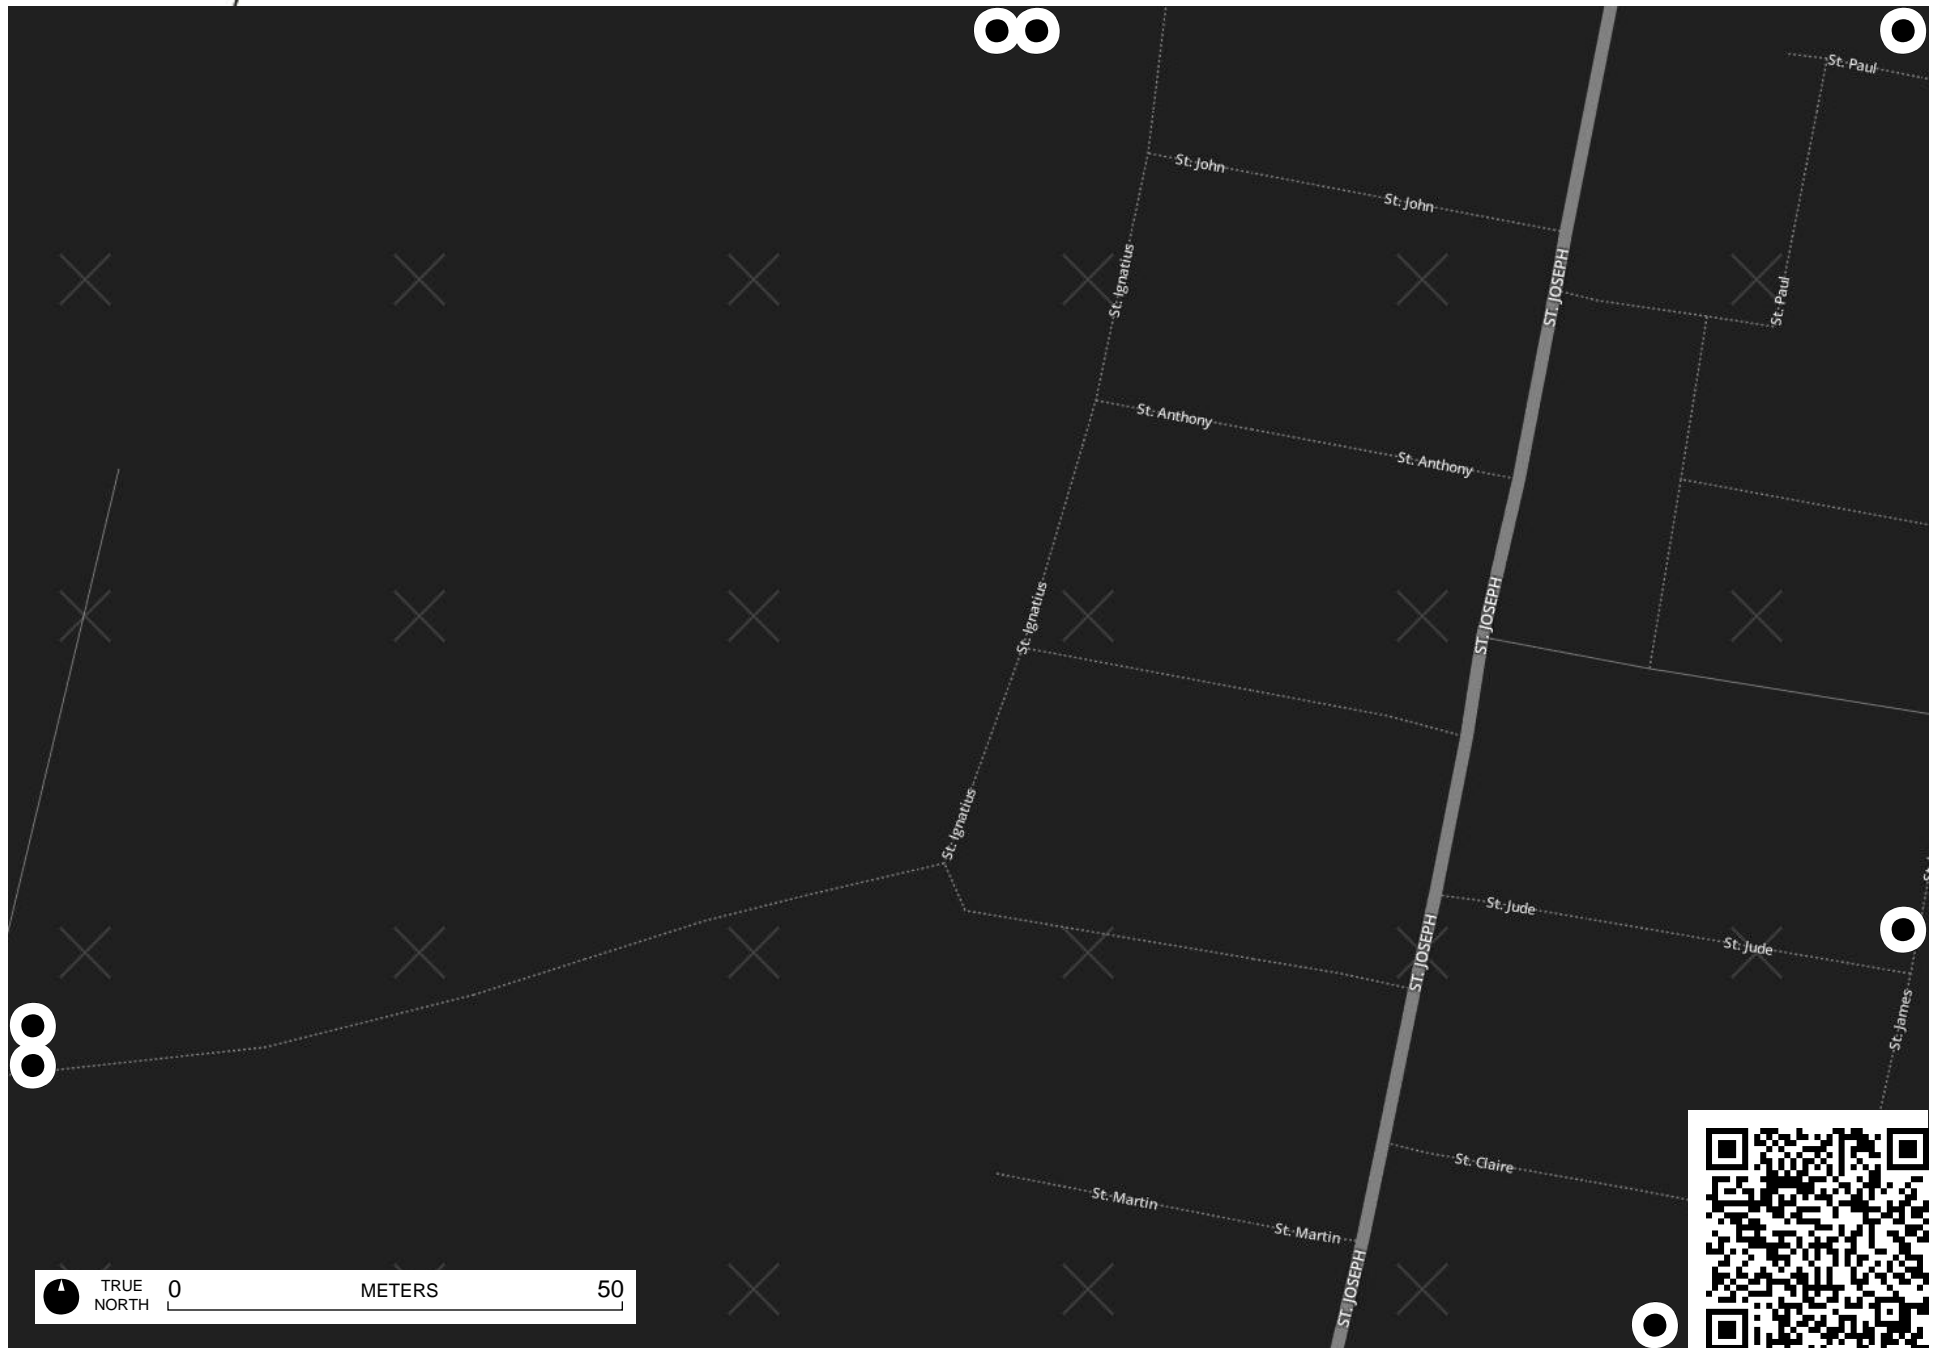 St. Paul
St. John
St. John
St. Ignatius
ST. JOSEPH
St. Paul
St. Anthony
St. Anthony
St. Ignatius
ST. JOSEPH
St. Ignatius
St. Jude
ST. JOSEPH
St. Jude
St. James
St. Claire
St. Martin
St. Martin
ST. JOSEPH
TRUE
NORTH
0 METERS 50